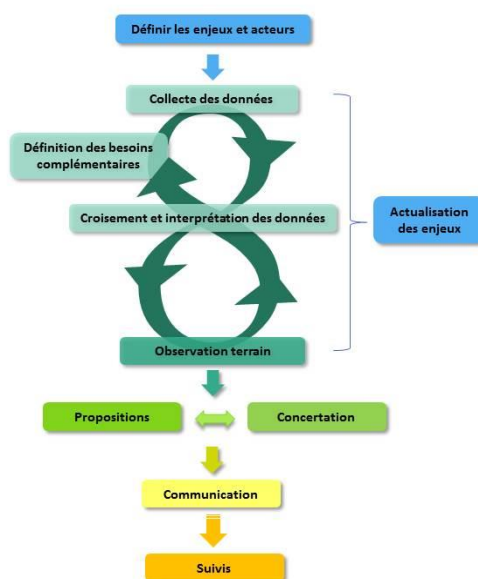 Définir les enjeux et acteurs
Collecte des données
Définition des besoins
complémentaires
Croisement et interprétation des données
Actualisation
des enjeux
Observation terrain
Propositions
Concertation
Communication
Suivis